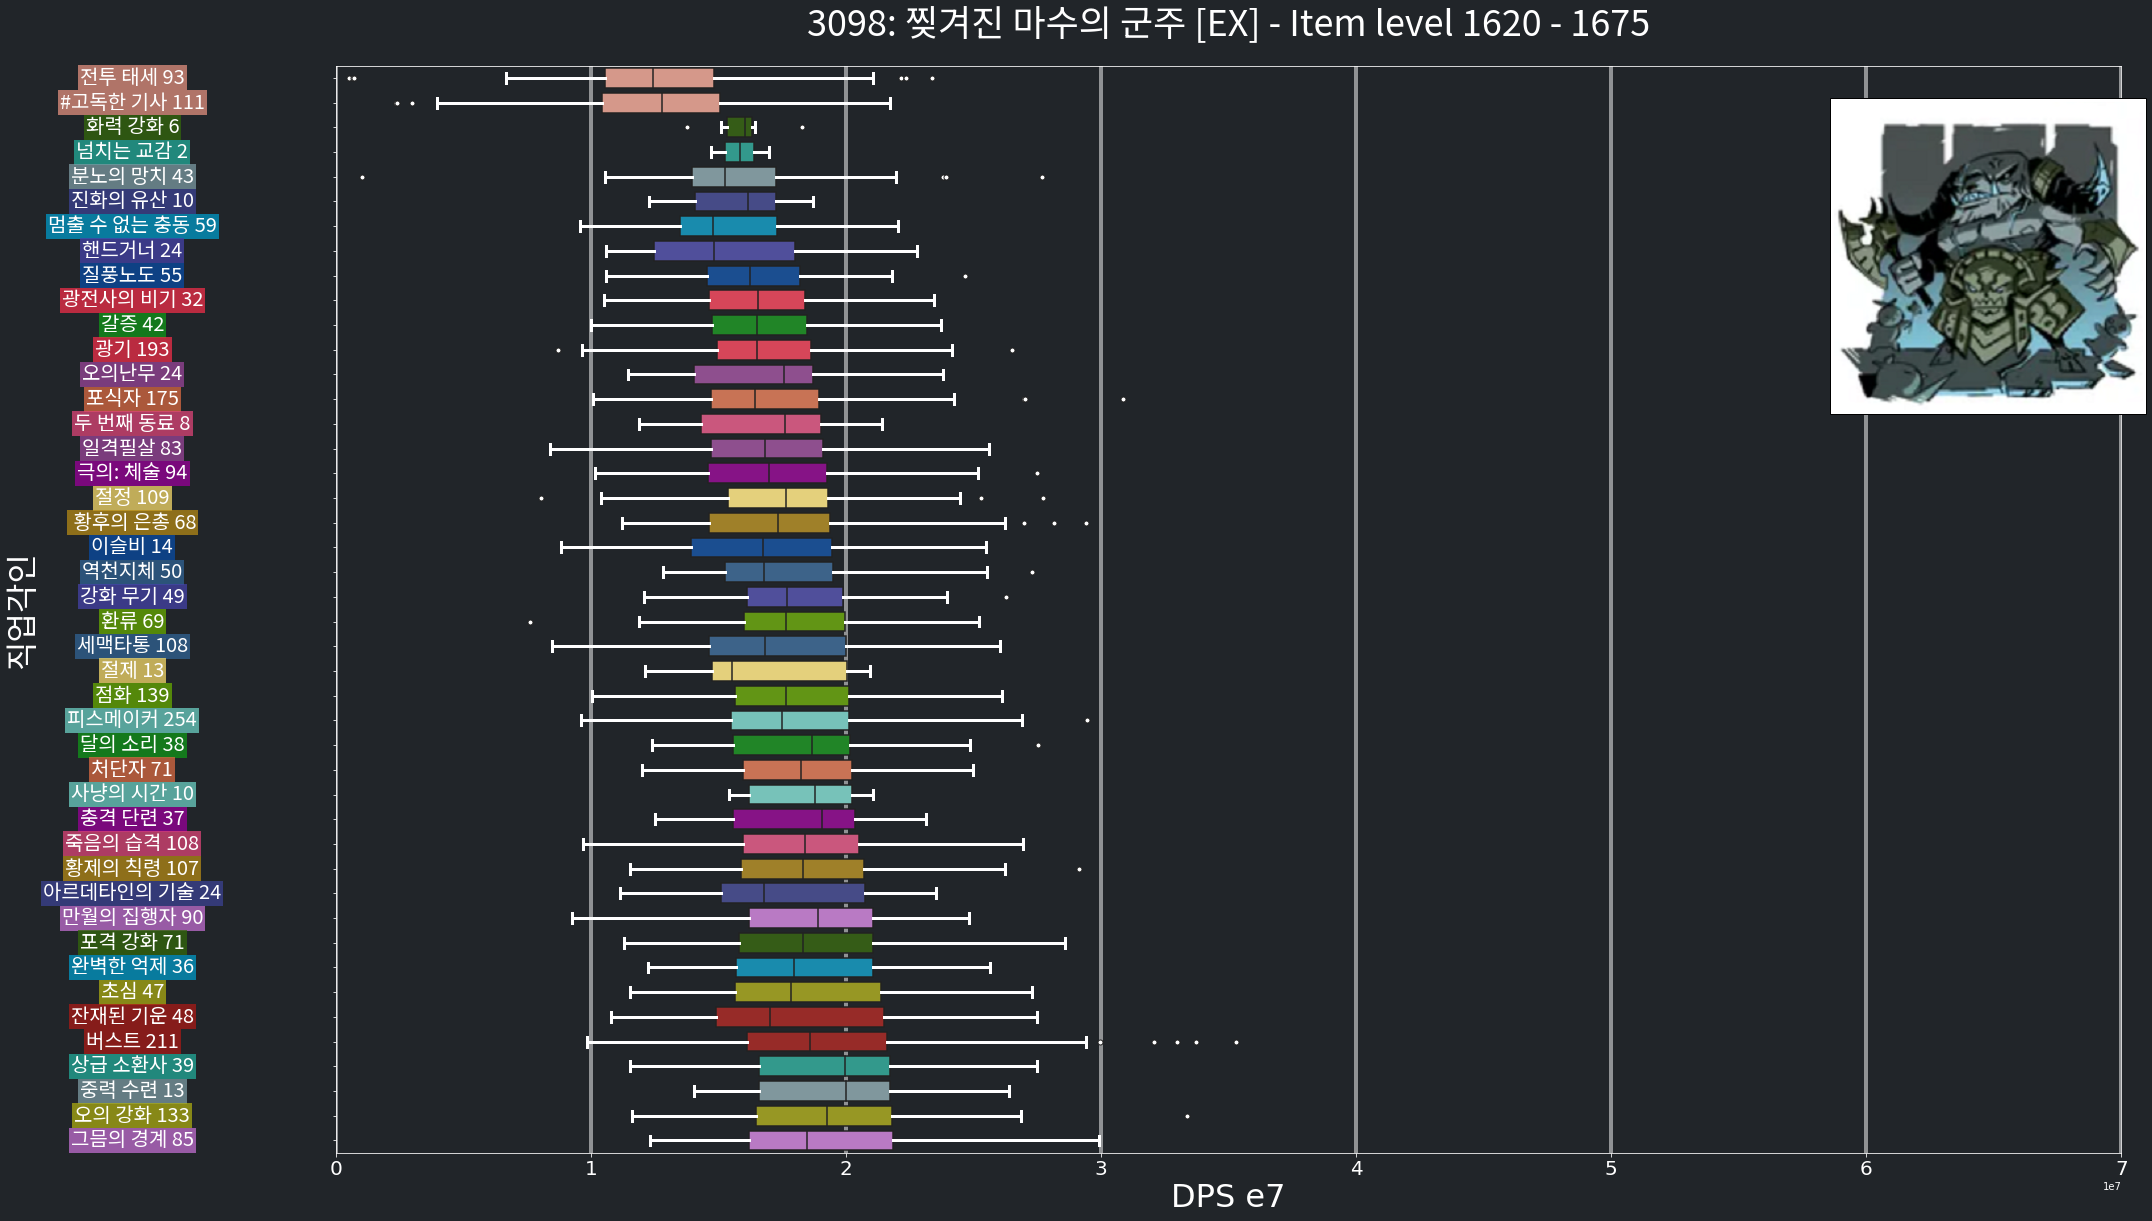 3098: 찢겨진 마수의 군주 [EX] - Item level 1620 - 1675
직업각인
전투 태세 93
#고독한 기사 111
화력 강화 6
넘치는 교감 2
분노의 망치 43
진화의 유산 10
멈출 수 없는 충동 59
핸드거너 24
질풍노도 55
광전사의 비기 32
갈증 42
광기 193
오의난무 24
포식자 175
두 번째 동료 8
일격필살 83
극의: 체술 94
절정 109
황후의 은총 68
이슬비 14
역천지체 50
강화 무기 49
환류 69
세맥타통 108
절제 13
점화 139
피스메이커 254
달의 소리 38
처단자 71
사냥의 시간 10
충격 단련 37
죽음의 습격 108
황제의 칙령 107
아르데타인의 기술 24
만월의 집행자 90
포격 강화 71
완벽한 억제 36
초심 47
잔재된 기운 48
버스트 211
상급 소환사 39
중력 수련 13
오의 강화 133
그믐의 경계 85
0 1 2 3 4 5 6 7
1e7
DPS e7